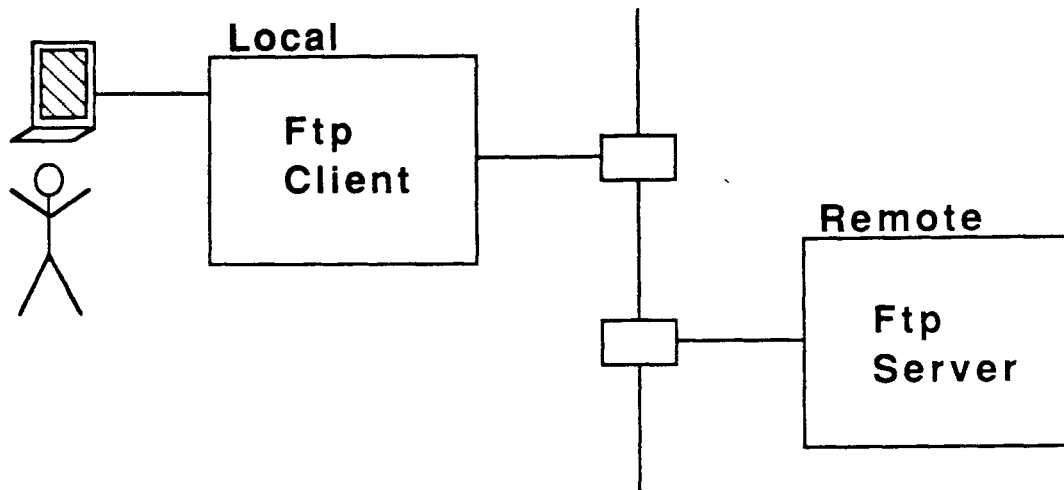 Local
Ftp
Client
Remote
Ftp
Server